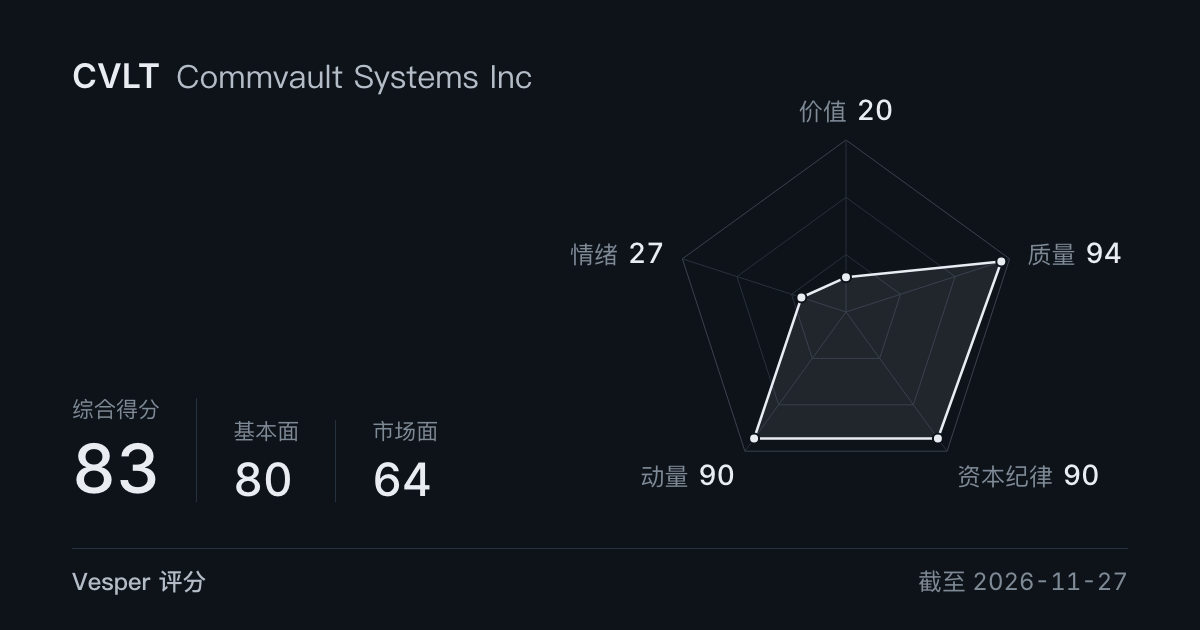 CVLT Commvault Systems Inc
价值 20
情绪 27
质量 94
动量 90
资本纪律 90
综合得分
83
基本面
80
市场面
64
Vesper 评分
截至 2026-11-27